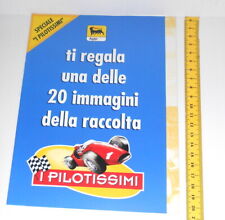 SPECIALE
"I PILOTISSIMI"
ti regala
una delle
20 immagini
della raccolta
I PILOTISSIMI